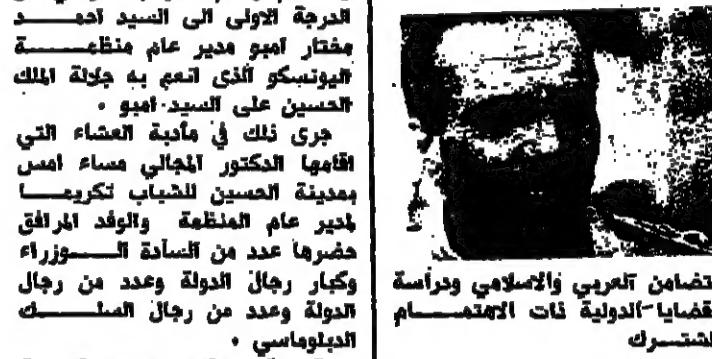 الدرجة الاولى الى السيد احمد
مختار امبو مدير عام منظمة
اليونسكو الذى انعم به جلالة الملك
الحسين على السيد امبو .
جرى ذلك في مأدبة العشاء التي
اقامها الدكتور المجالي مساء امس
بمدينة الحسين للشباب تكريما
لمدير عام المنظمة والوفد المرافق
حضرها عدد من السادة الوزراء
وكبار رجال الدولة وعدد من رجال
الدولة وعدد من رجال السلك
الدبلوماسي .
تضامن العربي والاسلامي ودراسة
قضايا الدولية ذات الاهتمام
لشترك